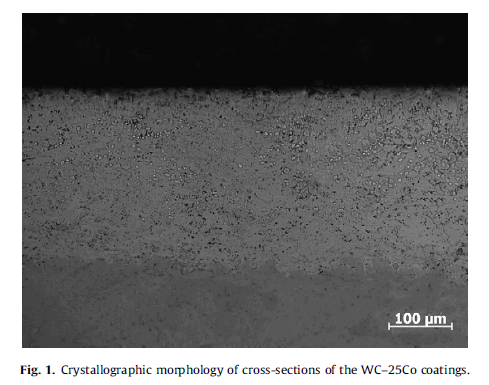 100 µm
Fig. 1. Crystallographic morphology of cross-sections of the WC–25Co coatings.